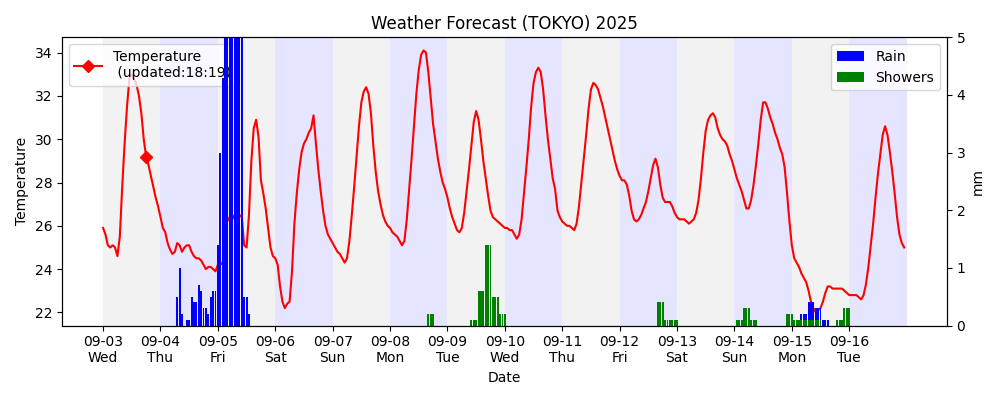 Weather Forecast (TOKYO) 2025
Temperature
(updated:18:19)
Rain
Showers
34
32
30
28
26
24
22
Temperature
5
4
3
2
1
0
mm
09-03 09-04 09-05 09-06 09-07 09-08 09-09 09-10 09-11 09-12 09-13 09-14 09-15 09-16
Wed Thu Fri Sat Sun Mon Tue Wed Thu Fri Sat Sun Mon Tue
Date